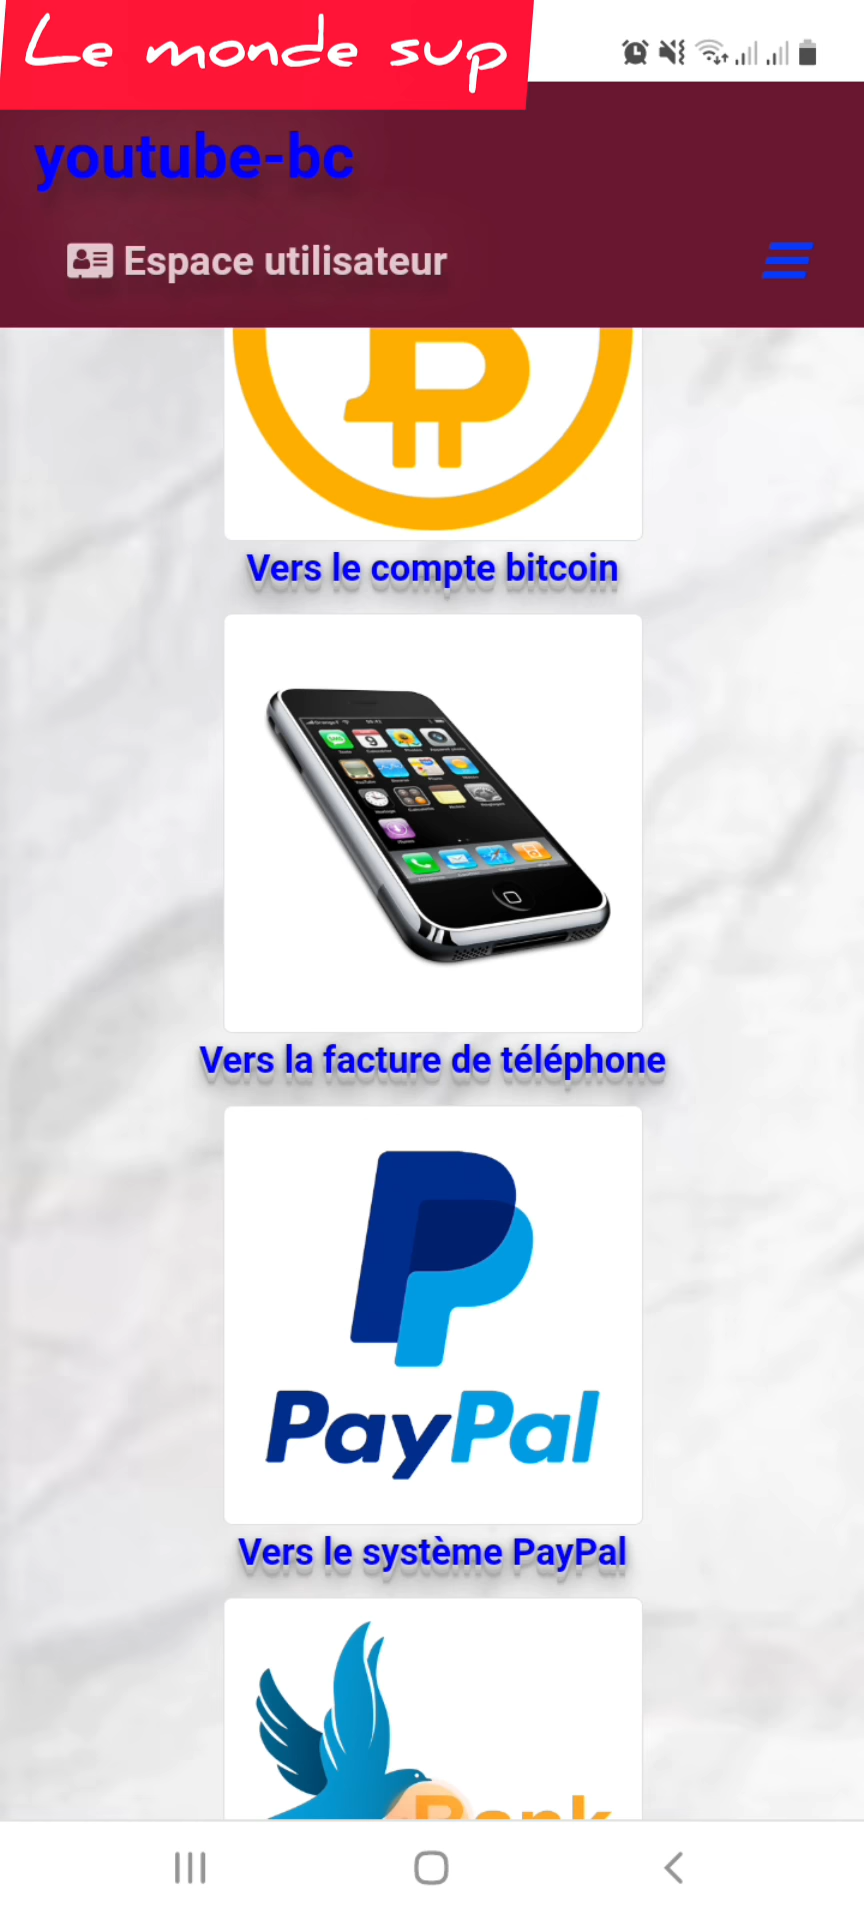 Le monde sup
youtube-bc
Espace utilisateur
Vers le compte bitcoin
Vers la facture de téléphone
PayPal
Vers le système PayPal
Bank